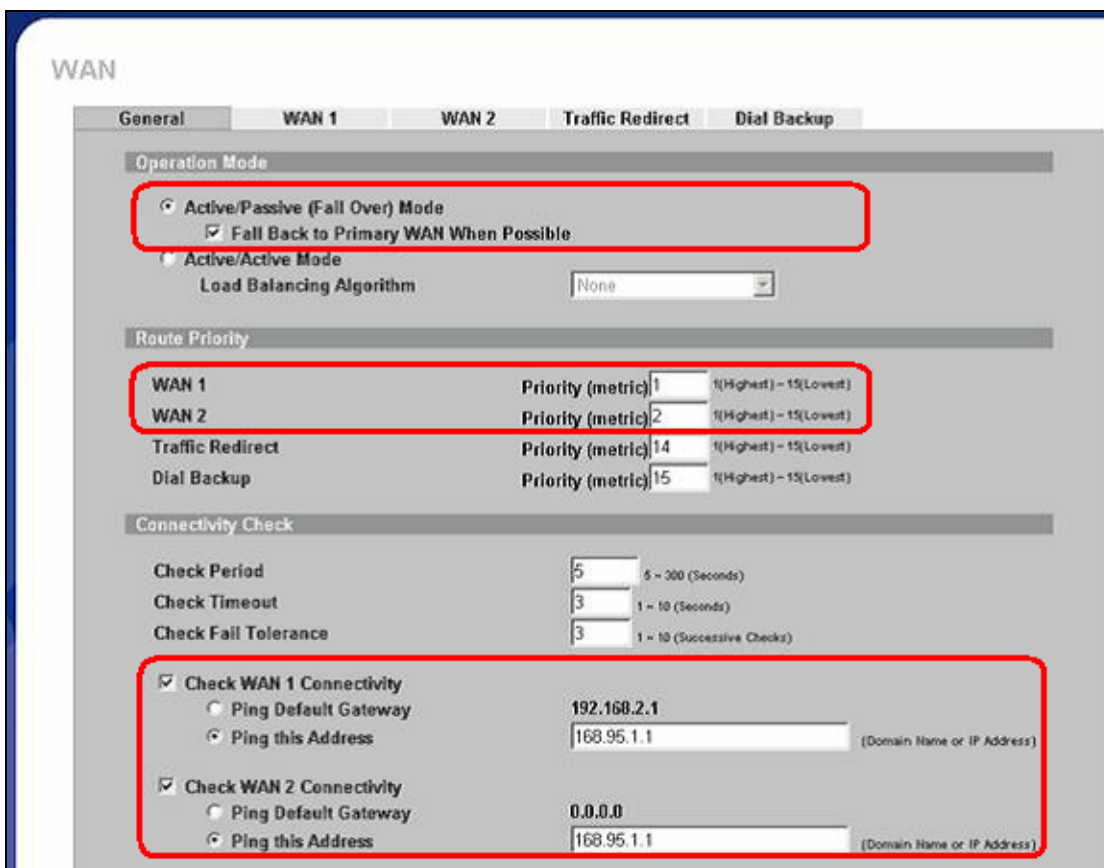 WAN
General WAN 1 WAN 2 Traffic Redirect Dial Backup
Operation Mode
Active/Passive (Fall Over) Mode
Fall Back to Primary WAN When Possible
Active/Active Mode
Load Balancing Algorithm None
Route Priority
WAN 1 Priority (metric) 1 1(Highest) ~ 15(Lowest)
WAN 2 Priority (metric) 2 1(Highest) ~ 15(Lowest)
Traffic Redirect Priority (metric) 14 1(Highest) ~ 15(Lowest)
Dial Backup Priority (metric) 15 1(Highest) ~ 15(Lowest)
Connectivity Check
Check Period 5 5 ~ 300 (Seconds)
Check Timeout 3 1 ~ 10 (Seconds)
Check Fail Tolerance 3 1 ~ 10 (Successive Checks)
Check WAN 1 Connectivity
Ping Default Gateway 192.168.2.1
Ping this Address 168.95.1.1 (Domain Name or IP Address)
Check WAN 2 Connectivity
Ping Default Gateway 0.0.0.0
Ping this Address 168.95.1.1 (Domain Name or IP Address)